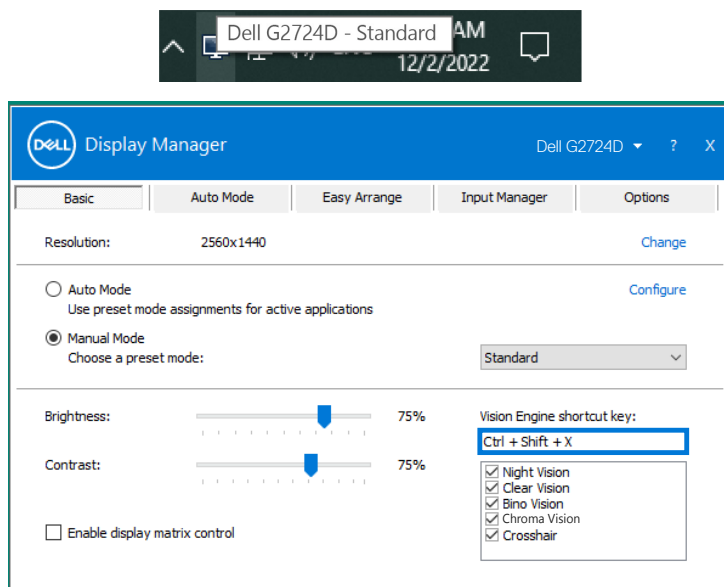 Dell G2724D - Standard
AM
12/2/2022
DELL
Display Manager
Dell G2724D
?
X
Basic
Auto Mode
Easy Arrange
Input Manager
Options
Resolution:
2560x1440
Change
Auto Mode
Configure
Use preset mode assignments for active applications
Manual Mode
Choose a preset mode:
Standard
Brightness:
75%
Vision Engine shortcut key:
Ctrl + Shift + X
Contrast:
75%
Night Vision
Clear Vision
Bino Vision
Chroma Vision
Crosshair
Enable display matrix control